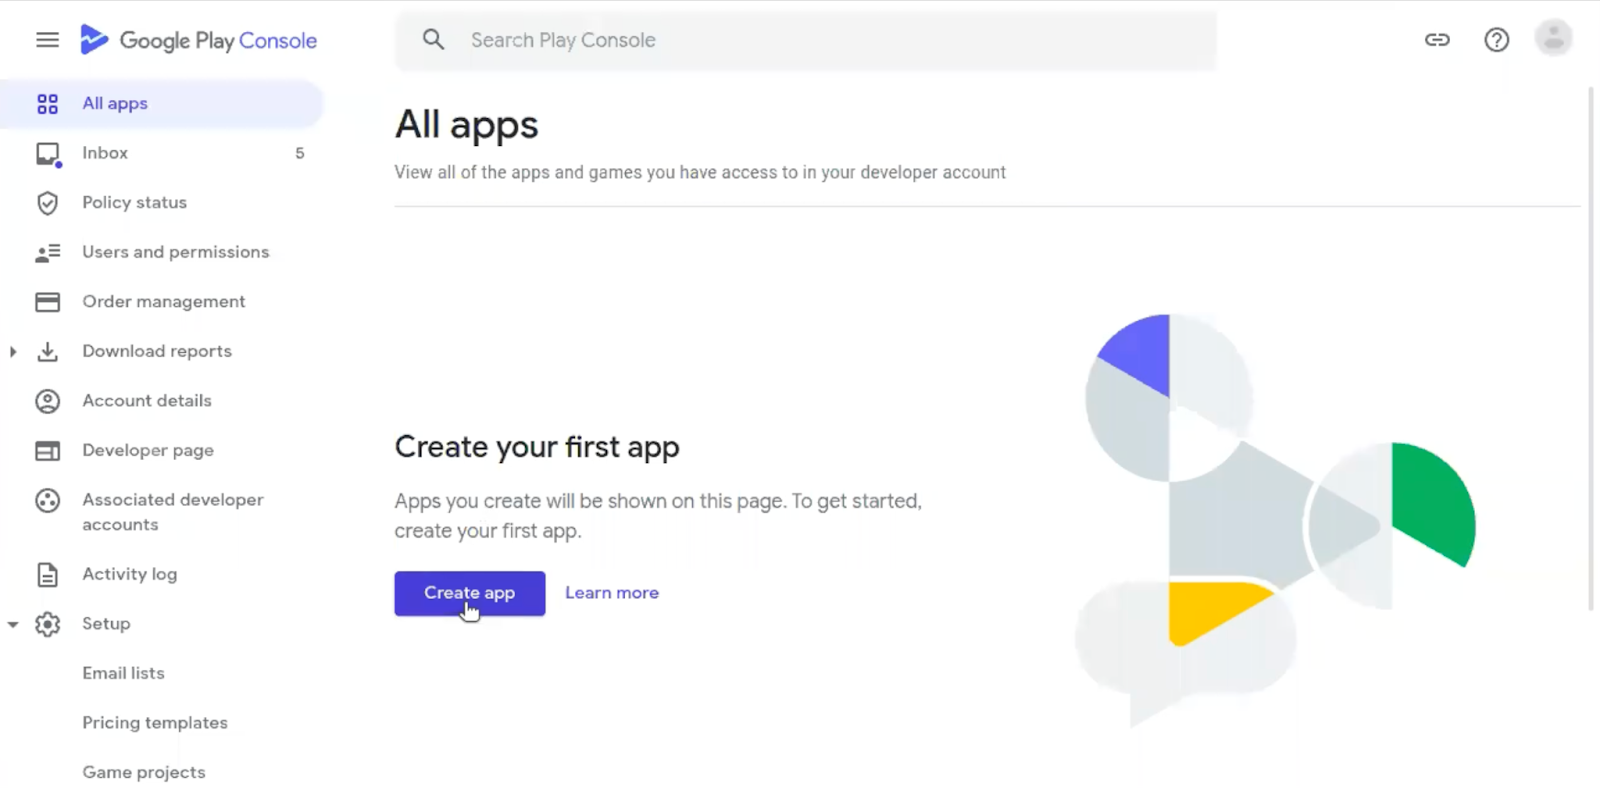 Google Play Console
Search Play Console
All apps
Inbox 5
Policy status
Users and permissions
Order management
Download reports
Account details
Developer page
Associated developer
accounts
Activity log
Setup
Email lists
Pricing templates
Game projects
All apps
View all of the apps and games you have access to in your developer account
Create your first app
Apps you create will be shown on this page. To get started,
create your first app.
Create app Learn more